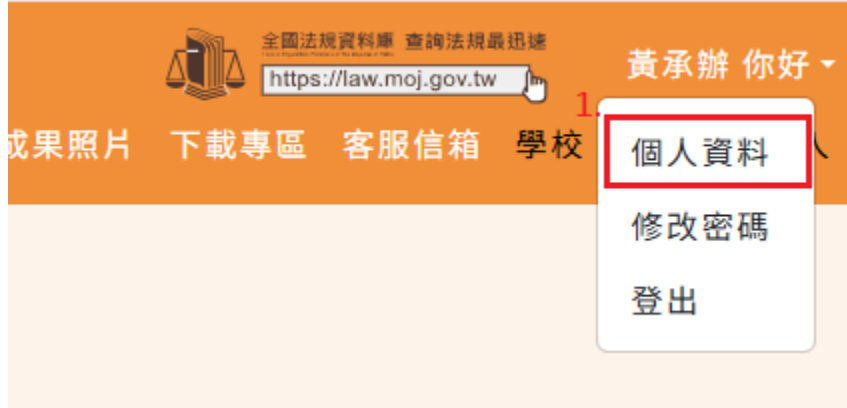 全國法規資料庫 查詢法規最迅速
https://law.moj.gov.tw
黃承辦 你好
1.
成果照片 下載專區 客服信箱 學校 人
個人資料
修改密碼
登出